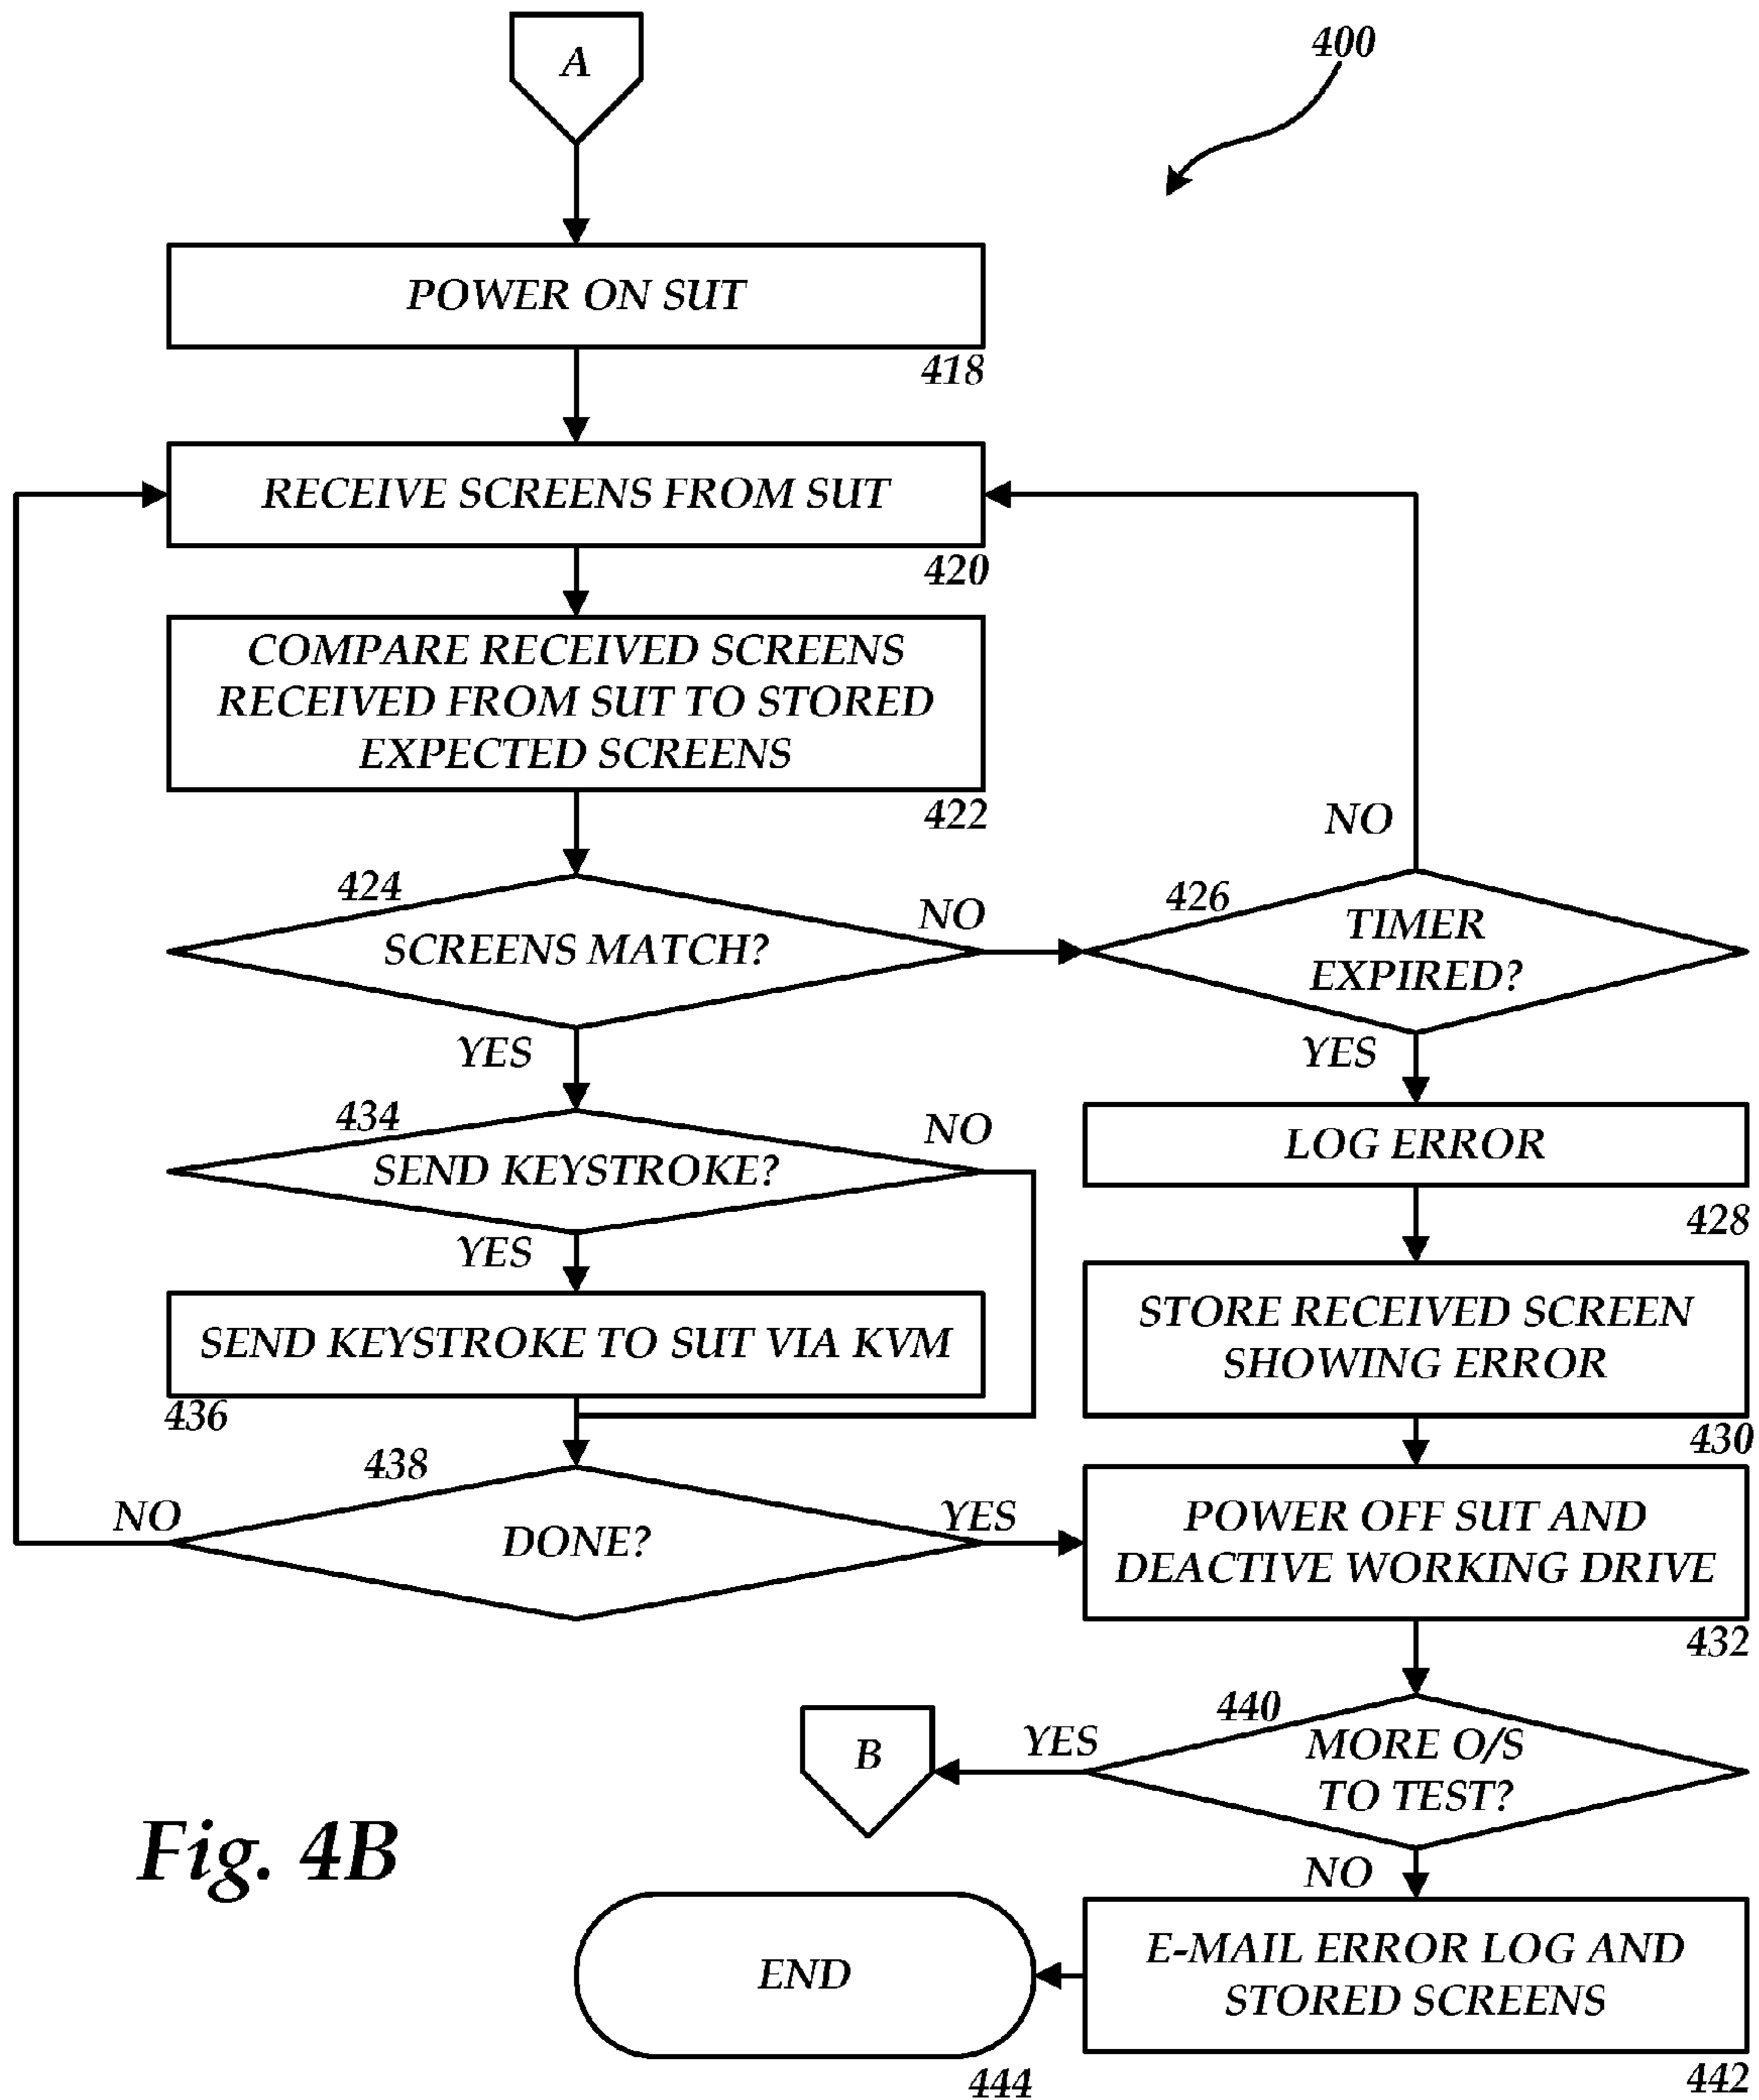 A
400
POWER ON SUT
418
RECEIVE SCREENS FROM SUT
420
COMPARE RECEIVED SCREENS
RECEIVED FROM SUT TO STORED
EXPECTED SCREENS
422
NO
424
SCREENS MATCH?
NO
426
TIMER
EXPIRED?
YES
YES
434
SEND KEYSTROKE?
NO
LOG ERROR
428
YES
SEND KEYSTROKE TO SUT VIA KVM
436
STORE RECEIVED SCREEN
SHOWING ERROR
430
438
NO
DONE?
YES
POWER OFF SUT AND
DEACTIVE WORKING DRIVE
432
440
MORE O/S
TO TEST?
YES
B
NO
Fig. 4B
E-MAIL ERROR LOG AND
STORED SCREENS
442
END
444